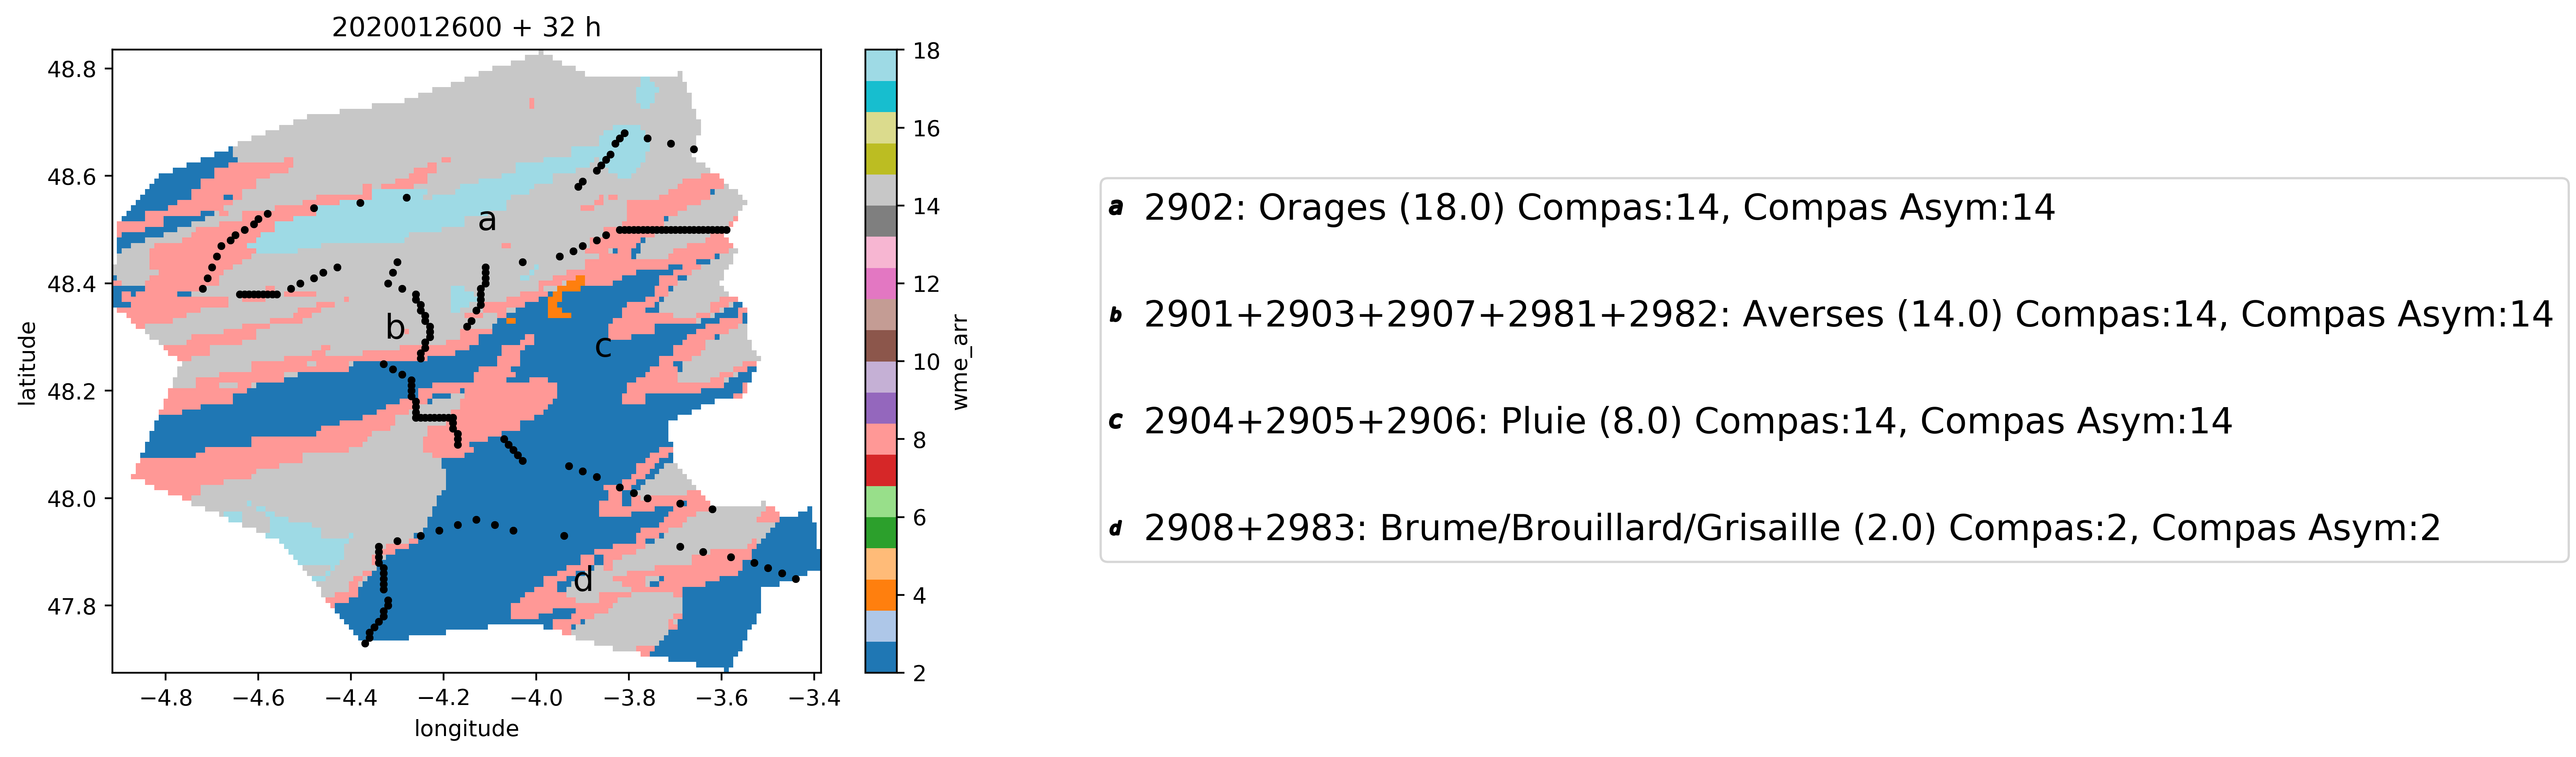 2020012600 + 32 h
48.8
48.6
48.4
48.2
48.0
47.8
latitude
−4.8 −4.6 −4.4 −4.2 −4.0 −3.8 −3.6 −3.4
longitude
a
b
c
d
18
16
14
12
10
8
6
4
2
wme_arr
a 2902: Orages (18.0) Compas:14, Compas Asym:14
b 2901+2903+2907+2981+2982: Averses (14.0) Compas:14, Compas Asym:14
c 2904+2905+2906: Pluie (8.0) Compas:14, Compas Asym:14
d 2908+2983: Brume/Brouillard/Grisaille (2.0) Compas:2, Compas Asym:2